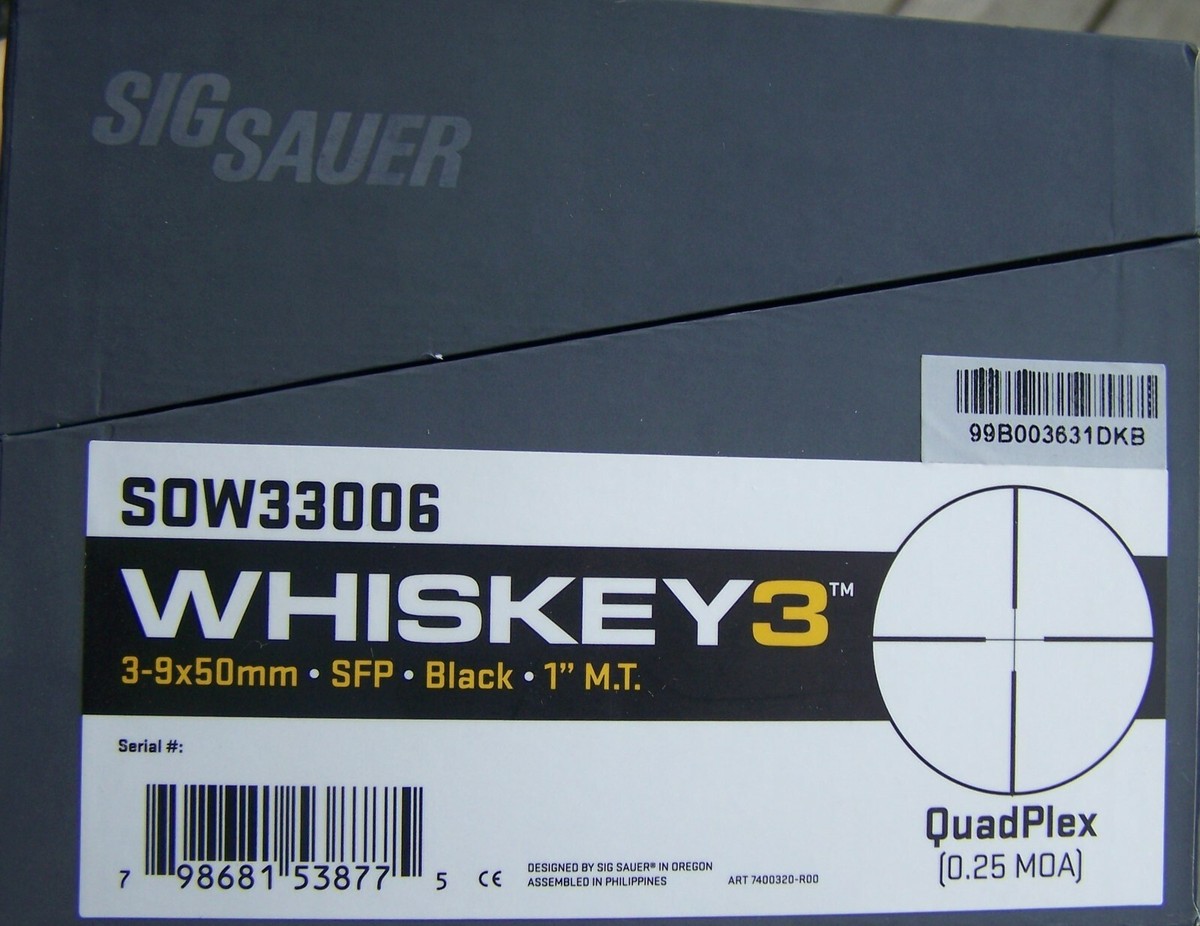 SIG SAUER
99B003631DKB
SOW33006
WHISKEY3™
3-9x50mm • SFP • Black • 1” M.T.
Serial #:
7 98681 53877 5
CE
DESIGNED BY SIG SAUER® IN OREGON
ASSEMBLED IN PHILIPPINES
ART 7400320-R00
QuadPlex
(0.25 MOA)